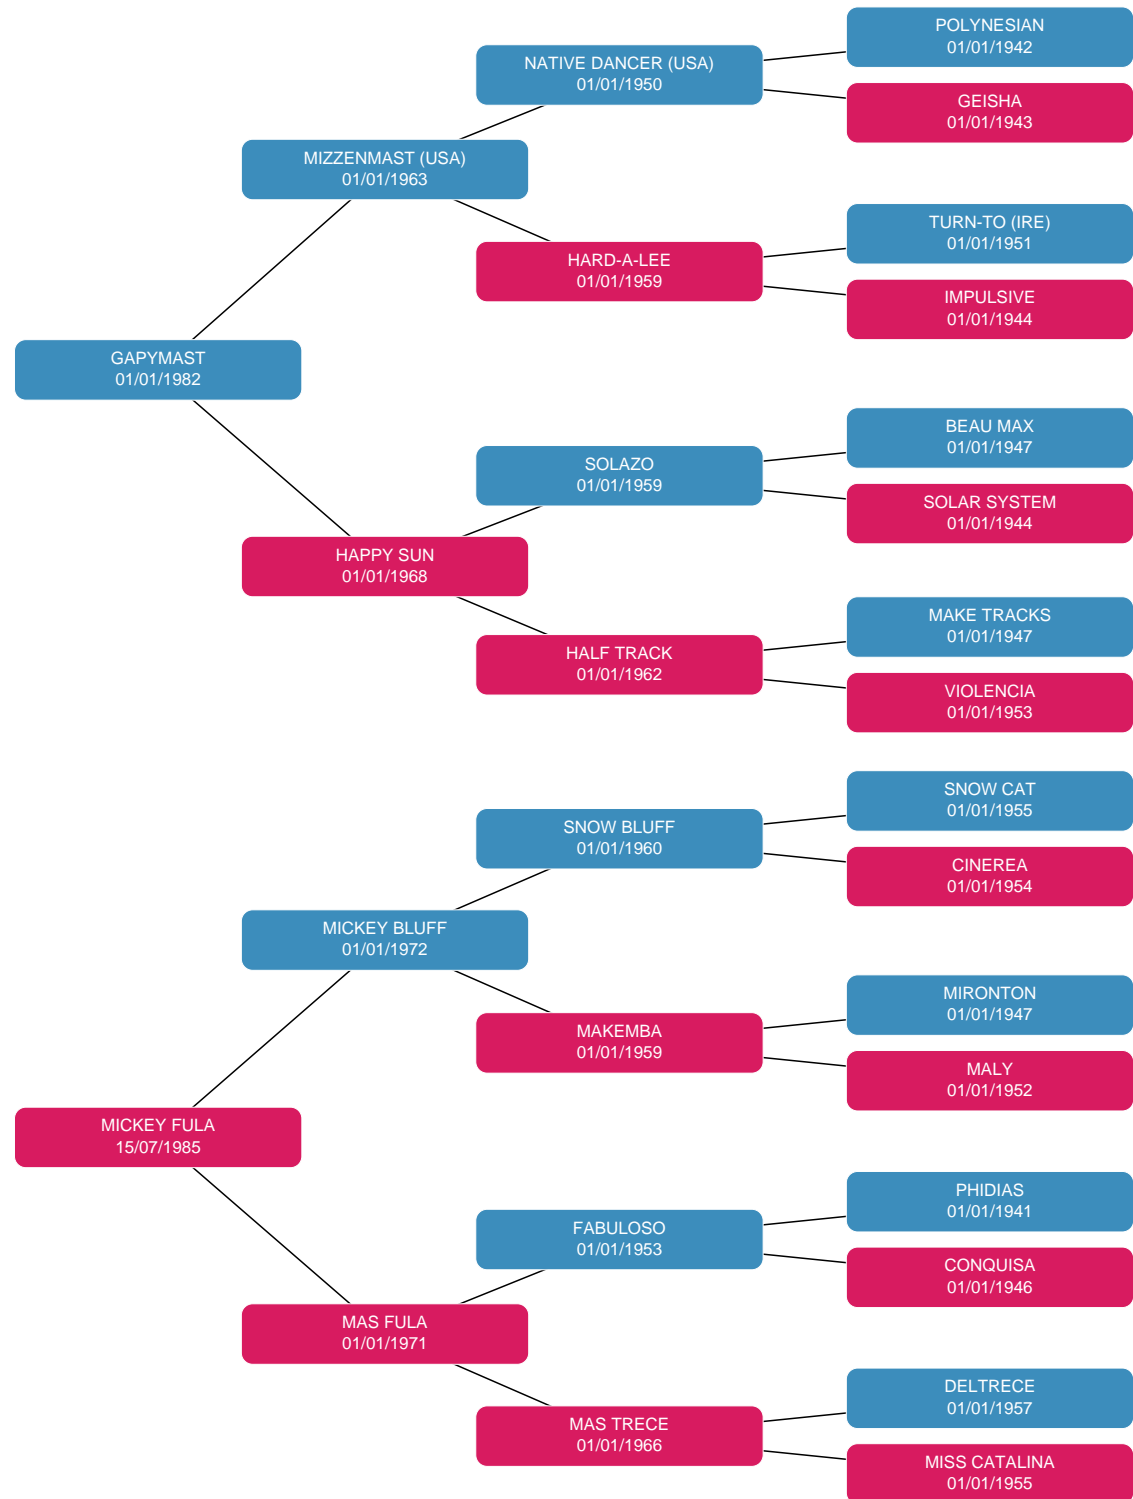 POLYNESIAN
01/01/1942
NATIVE DANCER (USA)
01/01/1950
GEISHA
01/01/1943
MIZZENMAST (USA)
01/01/1963
TURN-TO (IRE)
01/01/1951
HARD-A-LEE
01/01/1959
IMPULSIVE
01/01/1944
GAPYMAST
01/01/1982
BEAU MAX
01/01/1947
SOLAZO
01/01/1959
SOLAR SYSTEM
01/01/1944
HAPPY SUN
01/01/1968
MAKE TRACKS
01/01/1947
HALF TRACK
01/01/1962
VIOLENCIA
01/01/1953
SNOW CAT
01/01/1955
SNOW BLUFF
01/01/1960
CINEREA
01/01/1954
MICKEY BLUFF
01/01/1972
MIRONTON
01/01/1947
MAKEMBA
01/01/1959
MALY
01/01/1952
MICKEY FULA
15/07/1985
PHIDIAS
01/01/1941
FABULOSO
01/01/1953
CONQUISA
01/01/1946
MAS FULA
01/01/1971
DELTRECE
01/01/1957
MAS TRECE
01/01/1966
MISS CATALINA
01/01/1955